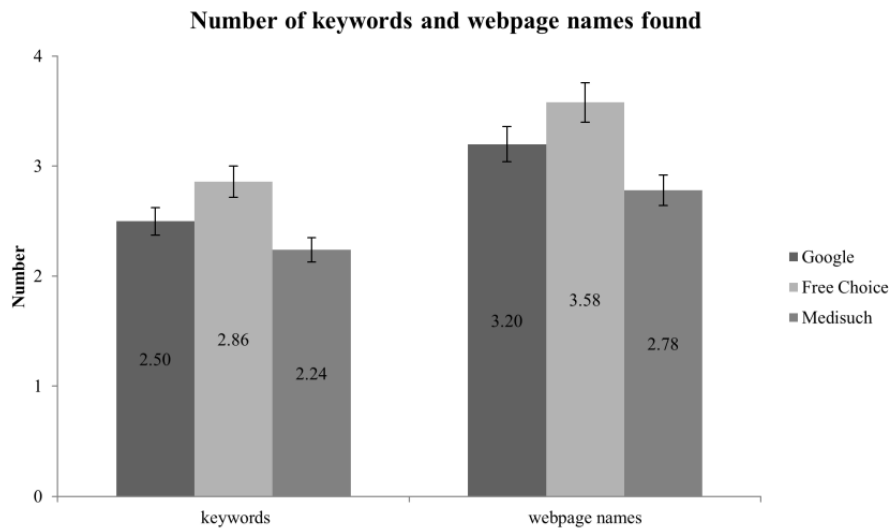 Number of keywords and webpage names found
4
3
2
1
0
Number
2.50
2.86
2.24
3.20
3.58
2.78
keywords
webpage names
Google
Free Choice
Medisuch